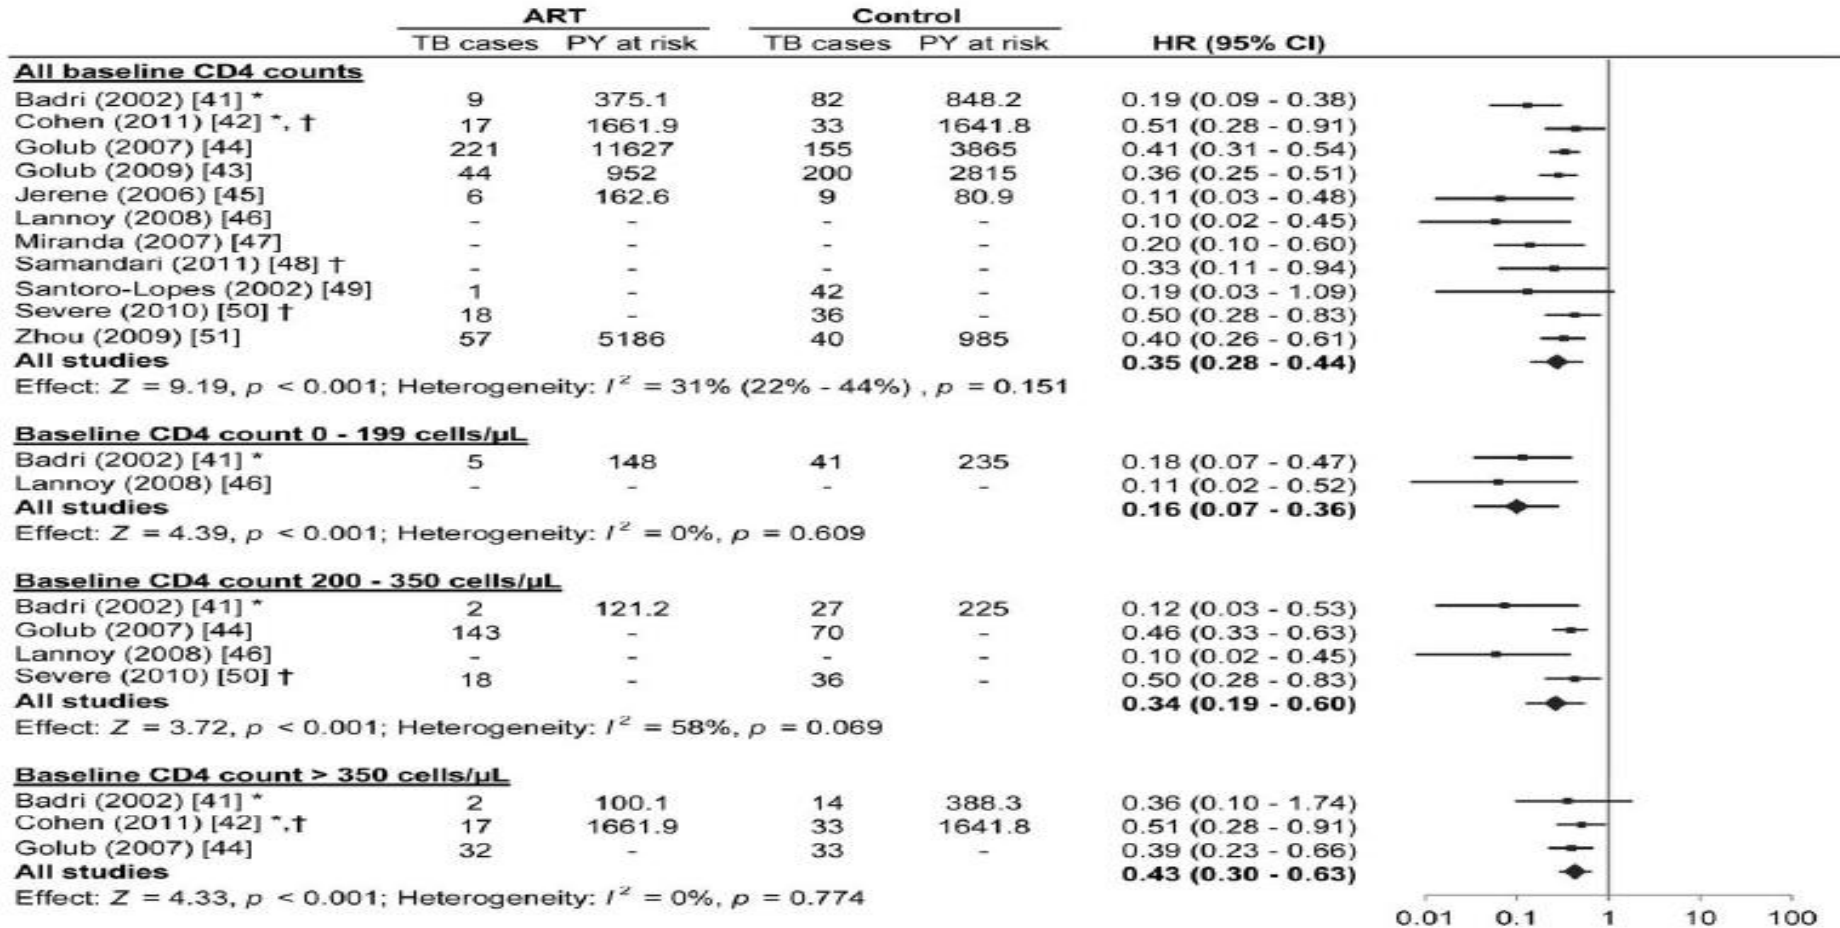 ART Control
TB cases PY at risk TB cases PY at risk HR (95% CI)
All baseline CD4 counts
Badri (2002) [41] * 9 375.1 82 848.2 0.19 (0.09 - 0.38)
Cohen (2011) [42] *, † 17 1661.9 33 1641.8 0.51 (0.28 - 0.91)
Golub (2007) [44] 221 11627 155 3865 0.41 (0.31 - 0.54)
Golub (2009) [43] 44 952 200 2815 0.36 (0.25 - 0.51)
Jerene (2006) [45] 6 162.6 9 80.9 0.11 (0.03 - 0.48)
Lannoy (2008) [46] - - - - 0.10 (0.02 - 0.45)
Miranda (2007) [47] - - - - 0.20 (0.10 - 0.60)
Samandari (2011) [48] † - - - - 0.33 (0.11 - 0.94)
Santoro-Lopes (2002) [49] 1 - 42 - 0.19 (0.03 - 1.09)
Severe (2010) [50] † 18 - 36 - 0.50 (0.28 - 0.83)
Zhou (2009) [51] 57 5186 40 985 0.40 (0.26 - 0.61)
All studies 0.35 (0.28 - 0.44)
Effect: Z = 9.19, p < 0.001; Heterogeneity: I² = 31% (22% - 44%) , p = 0.151
Baseline CD4 count 0 - 199 cells/µL
Badri (2002) [41] * 5 148 41 235 0.18 (0.07 - 0.47)
Lannoy (2008) [46] - - - - 0.11 (0.02 - 0.52)
All studies 0.16 (0.07 - 0.36)
Effect: Z = 4.39, p < 0.001; Heterogeneity: I² = 0%, p = 0.609
Baseline CD4 count 200 - 350 cells/µL
Badri (2002) [41] * 2 121.2 27 225 0.12 (0.03 - 0.53)
Golub (2007) [44] 143 - 70 - 0.46 (0.33 - 0.63)
Lannoy (2008) [46] - - - - 0.10 (0.02 - 0.45)
Severe (2010) [50] † 18 - 36 - 0.50 (0.28 - 0.83)
All studies 0.34 (0.19 - 0.60)
Effect: Z = 3.72, p < 0.001; Heterogeneity: I² = 58%, p = 0.069
Baseline CD4 count > 350 cells/µL
Badri (2002) [41] * 2 100.1 14 388.3 0.36 (0.10 - 1.74)
Cohen (2011) [42] *,† 17 1661.9 33 1641.8 0.51 (0.28 - 0.91)
Golub (2007) [44] 32 - 33 - 0.39 (0.23 - 0.66)
All studies 0.43 (0.30 - 0.63)
Effect: Z = 4.33, p < 0.001; Heterogeneity: I² = 0%, p = 0.774
0.01 0.1 1 10 100